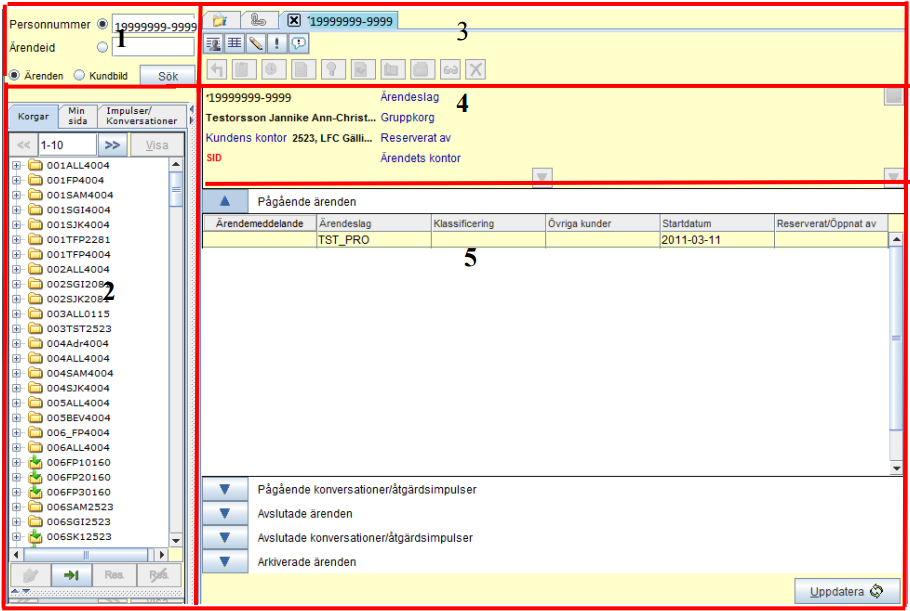 Personnummer 19999999-9999
1
Ärendeid
Ärenden Kundbild Sök
Korgar Min sida Impulser/ Konversationer
<< 1-10 >> Visa
001ALL4004
001FP4004
001SAM4004
001SGI4004
001SJK4004
001TFP2281
001TFP4004
002ALL4004
002SGI2081
2
002SJK2081
003ALL0115
003TST2523
004Adr4004
004ALL4004
004SAM4004
004SJK4004
005ALL4004
005BEV4004
006_FP4004
006ALL4004
006FP10160
006FP20160
006FP30160
006SAM2523
006SGI2523
006SK12523
Res. Res.
<< >> Visa
19999999-9999
3
19999999-9999 Ärendeslag
4
Testorsson Jannike Ann-Christ... Gruppkorg
Kundens kontor 2523, LFC Gälli... Reserverat av
SID Ärendets kontor
Pågående ärenden
Ärendemeddelande Ärendeslag Klassificering Övriga kunder Startdatum Reserverat/Öppnat av
TST_PRO 2011-03-11
5
Pågående konversationer/åtgärdsimpulser
Avslutade ärenden
Avslutade konversationer/åtgärdsimpulser
Arkiverade ärenden
Uppdatera